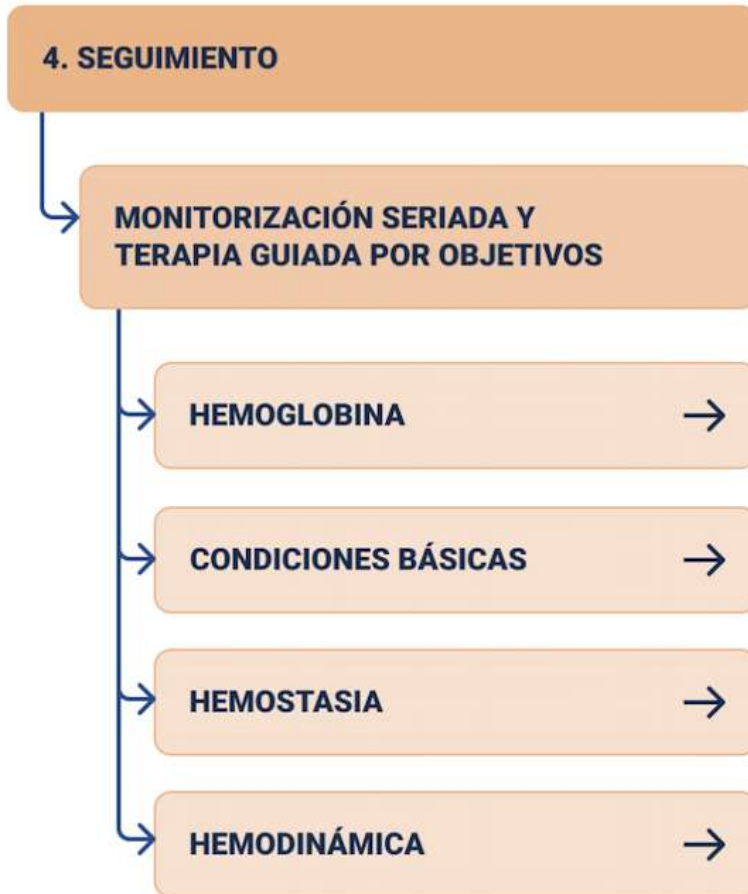 4. SEGUIMIENTO
MONITORIZACIÓN SERIADA Y
TERAPIA GUIADA POR OBJETIVOS
HEMOGLOBINA
CONDICIONES BÁSICAS
HEMOSTASIA
HEMODINÁMICA